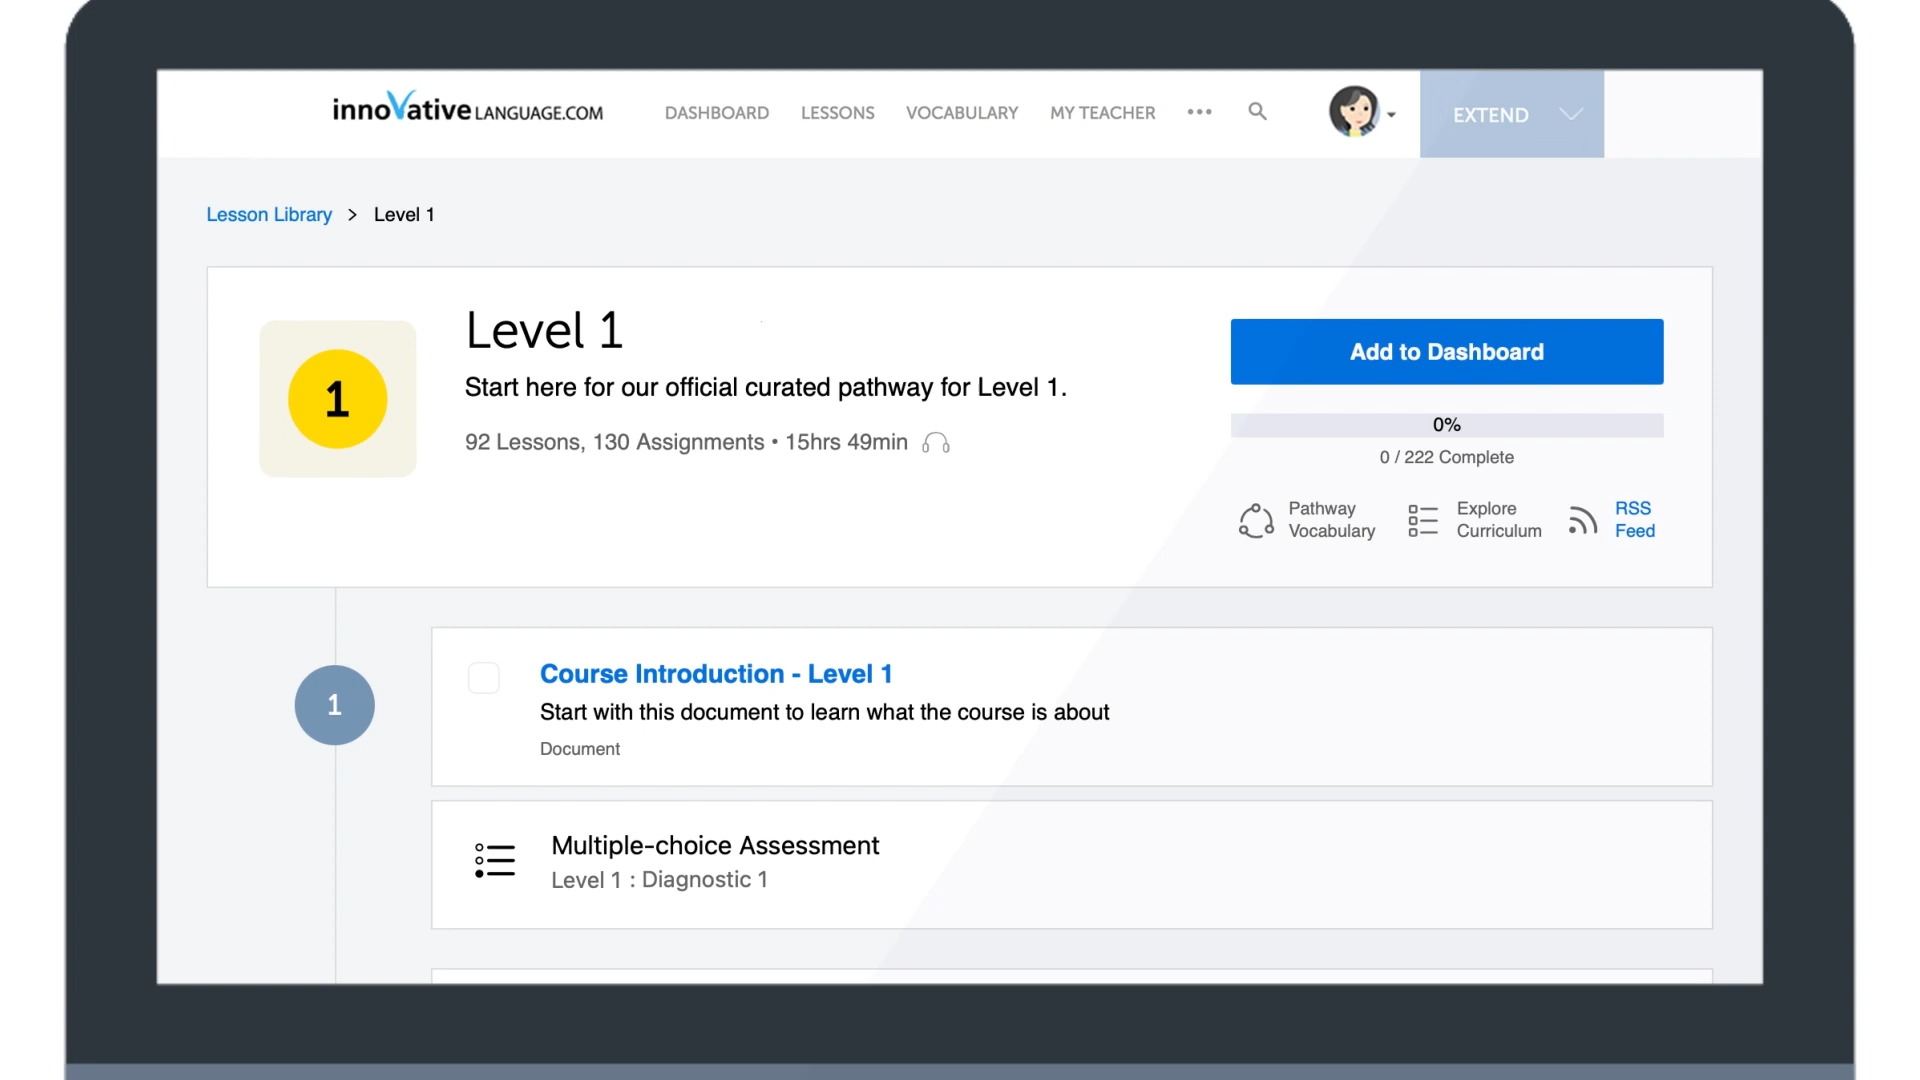 innoVative LANGUAGE.COM
DASHBOARD
LESSONS
VOCABULARY
MY TEACHER
EXTEND
Lesson Library > Level 1
1
Level 1
Start here for our official curated pathway for Level 1.
92 Lessons, 130 Assignments • 15hrs 49min
Add to Dashboard
0%
0 / 222 Complete
Pathway
Vocabulary
Explore
Curriculum
RSS
Feed
1
Course Introduction - Level 1
Start with this document to learn what the course is about
Document
Multiple-choice Assessment
Level 1 : Diagnostic 1